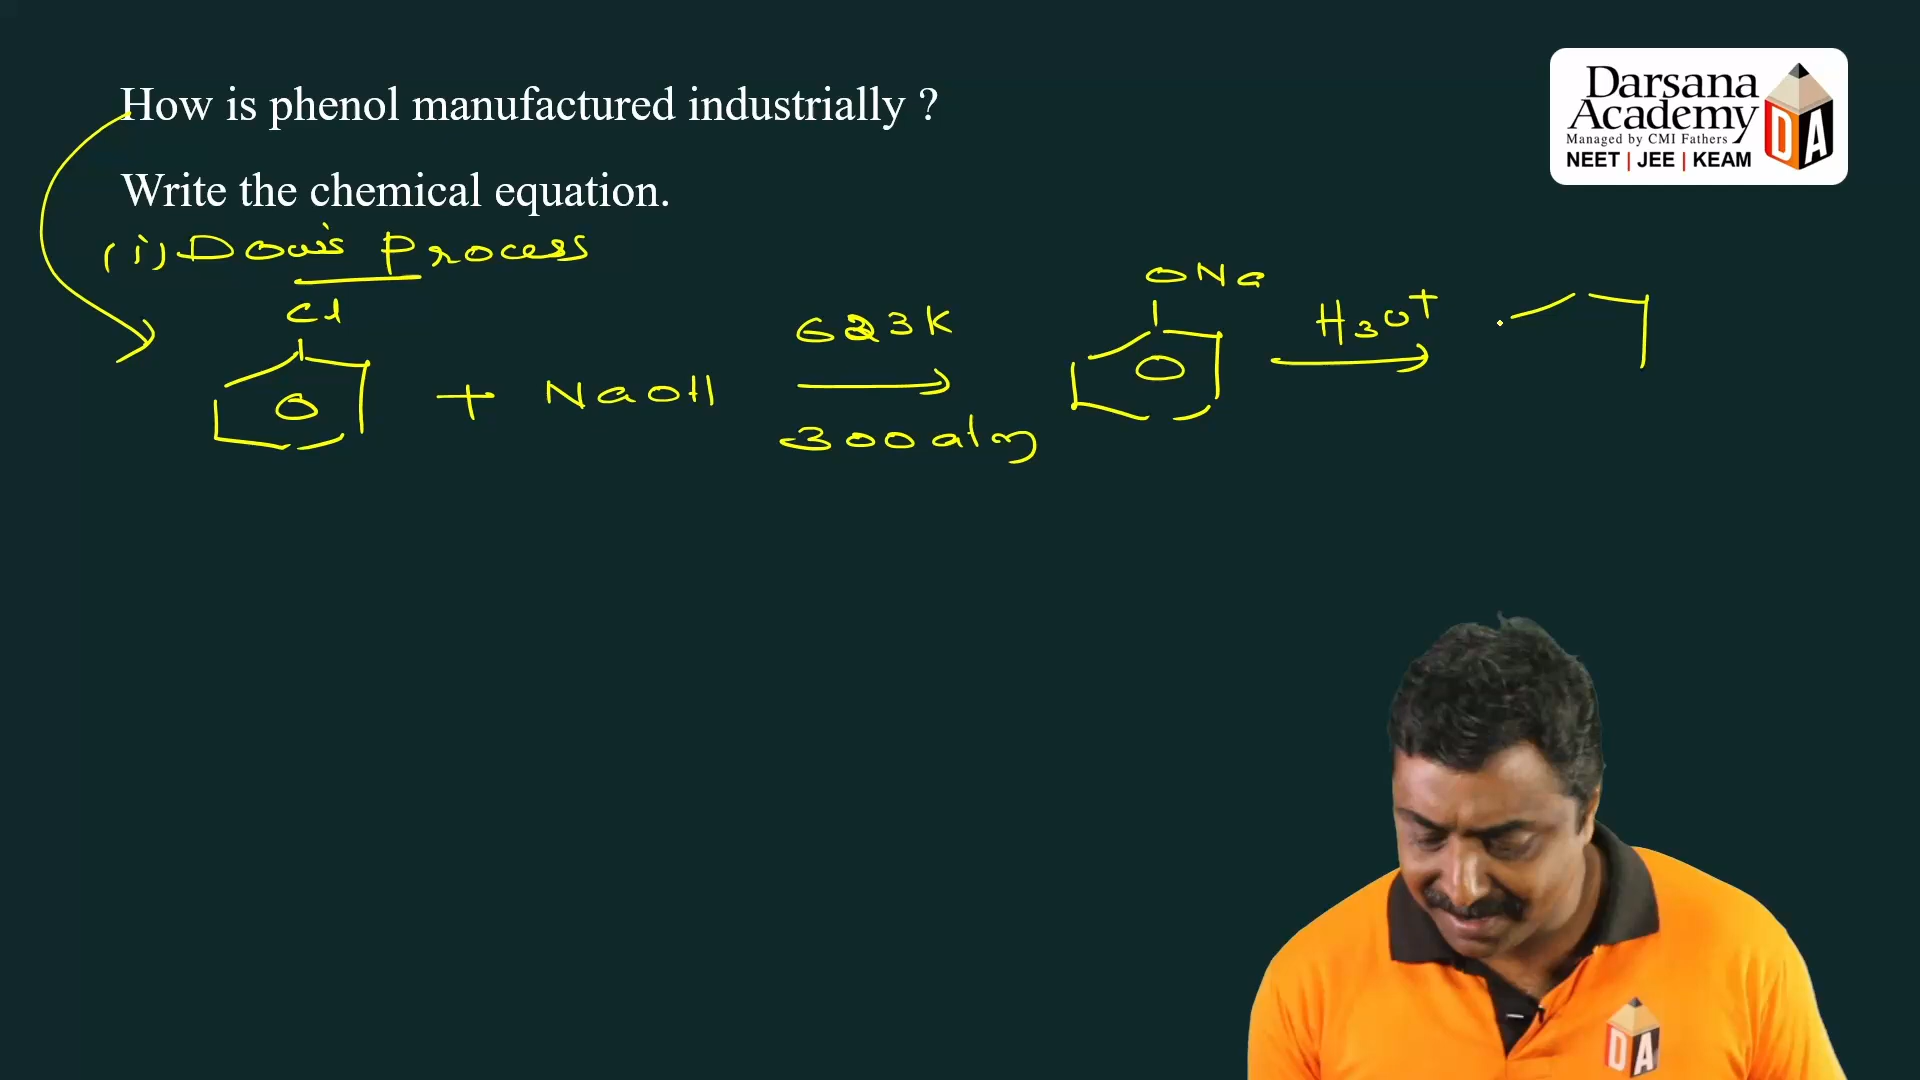 How is phenol manufactured industrially ?
Write the chemical equation.
(i) Dow's Process
Cl
+ NaOH
623K
300 atm
ONa
H3O+
Darsana
Academy
Managed by CMI Fathers
NEET | JEE | KEAM
DA
DA